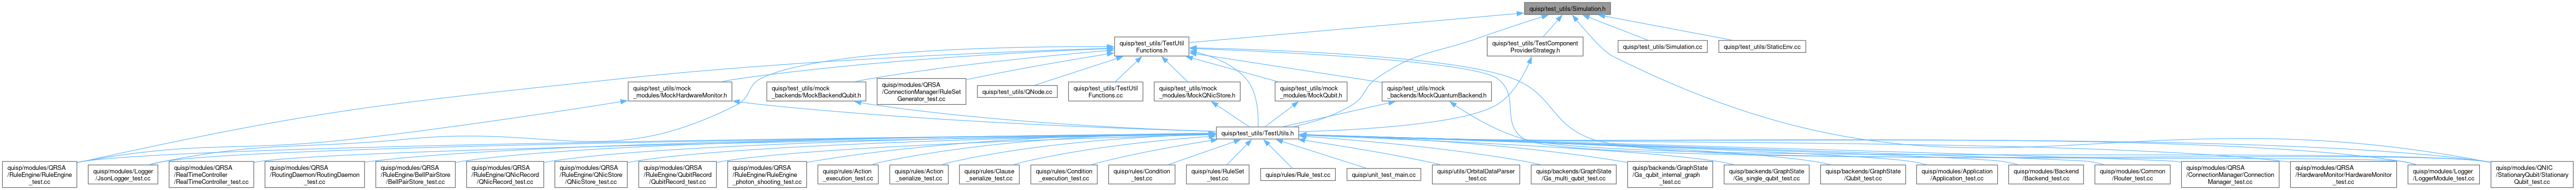 quisp/test_utils/Simulation.h
quisp/test_utils/TestUtil
Functions.h
quisp/test_utils/TestComponent
ProviderStrategy.h
quisp/test_utils/Simulation.cc
quisp/test_utils/StaticEnv.cc
quisp/test_utils/mock
_modules/MockHardwareMonitor.h
quisp/test_utils/mock
_backends/MockBackendQubit.h
quisp/modules/QRSA
/ConnectionManager/RuleSet
Generator_test.cc
quisp/test_utils/QNode.cc
quisp/test_utils/TestUtil
Functions.cc
quisp/test_utils/mock
_modules/MockQNicStore.h
quisp/test_utils/mock
_modules/MockQubit.h
quisp/test_utils/mock
_backends/MockQuantumBackend.h
quisp/test_utils/TestUtils.h
quisp/modules/QRSA
/RuleEngine/RuleEngine
_test.cc
quisp/modules/Logger
/JsonLogger_test.cc
quisp/modules/QRSA
/RealTimeController
/RealTimeController_test.cc
quisp/modules/QRSA
/RoutingDaemon/RoutingDaemon
_test.cc
quisp/modules/QRSA
/RuleEngine/BellPairStore
/BellPairStore_test.cc
quisp/modules/QRSA
/RuleEngine/QNicRecord
/QNicRecord_test.cc
quisp/modules/QRSA
/RuleEngine/QNicStore
/QNicStore_test.cc
quisp/modules/QRSA
/RuleEngine/QubitRecord
/QubitRecord_test.cc
quisp/modules/QRSA
/RuleEngine/RuleEngine
_photon_shooting_test.cc
quisp/rules/Action
_execution_test.cc
quisp/rules/Action
_serialize_test.cc
quisp/rules/Clause
_serialize_test.cc
quisp/rules/Condition
_execution_test.cc
quisp/rules/Condition
_test.cc
quisp/rules/RuleSet
_test.cc
quisp/rules/Rule_test.cc
quisp/unit_test_main.cc
quisp/utils/OrbitalDataParser
_test.cc
quisp/backends/GraphState
/Gs_multi_qubit_test.cc
quisp/backends/GraphState
/Gs_qubit_internal_graph
_test.cc
quisp/backends/GraphState
/Gs_single_qubit_test.cc
quisp/backends/GraphState
/Qubit_test.cc
quisp/modules/Application
/Application_test.cc
quisp/modules/Backend
/Backend_test.cc
quisp/modules/Common
/Router_test.cc
quisp/modules/QRSA
/ConnectionManager/Connection
Manager_test.cc
quisp/modules/QRSA
/HardwareMonitor/HardwareMonitor
_test.cc
quisp/modules/Logger
/LoggerModule_test.cc
quisp/modules/QNIC
/StationaryQubit/Stationary
Qubit_test.cc